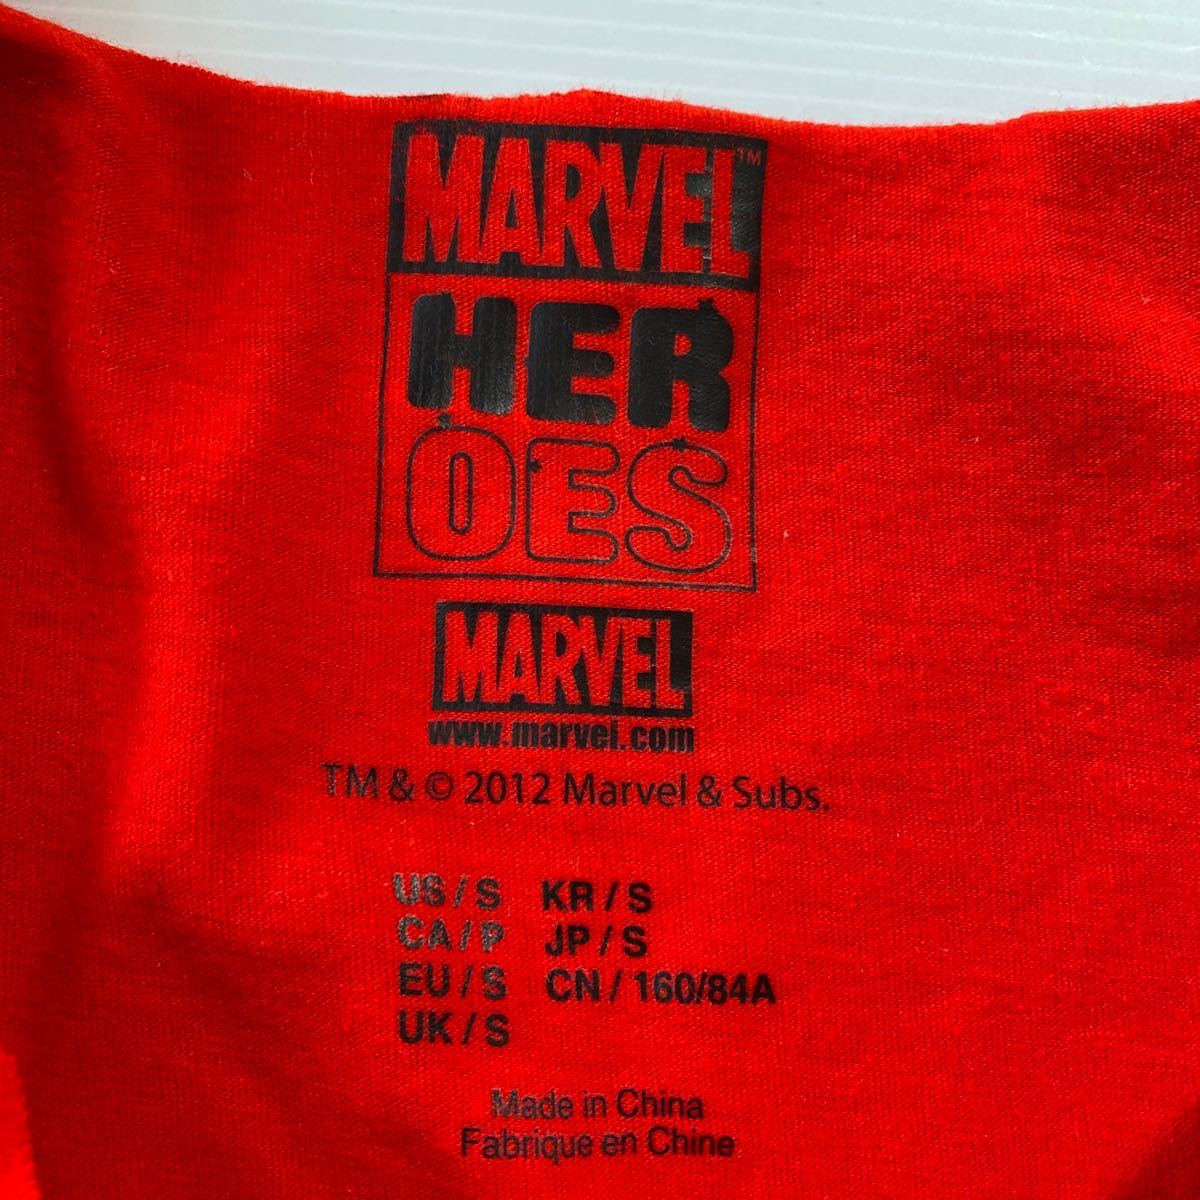 MARVEL™
HER
OES
MARVEL
www.marvel.com
TM & © 2012 Marvel & Subs.
US / S KR / S
CA / P JP / S
EU / S CN / 160/84A
UK / S
Made in China
Fabrique en Chine